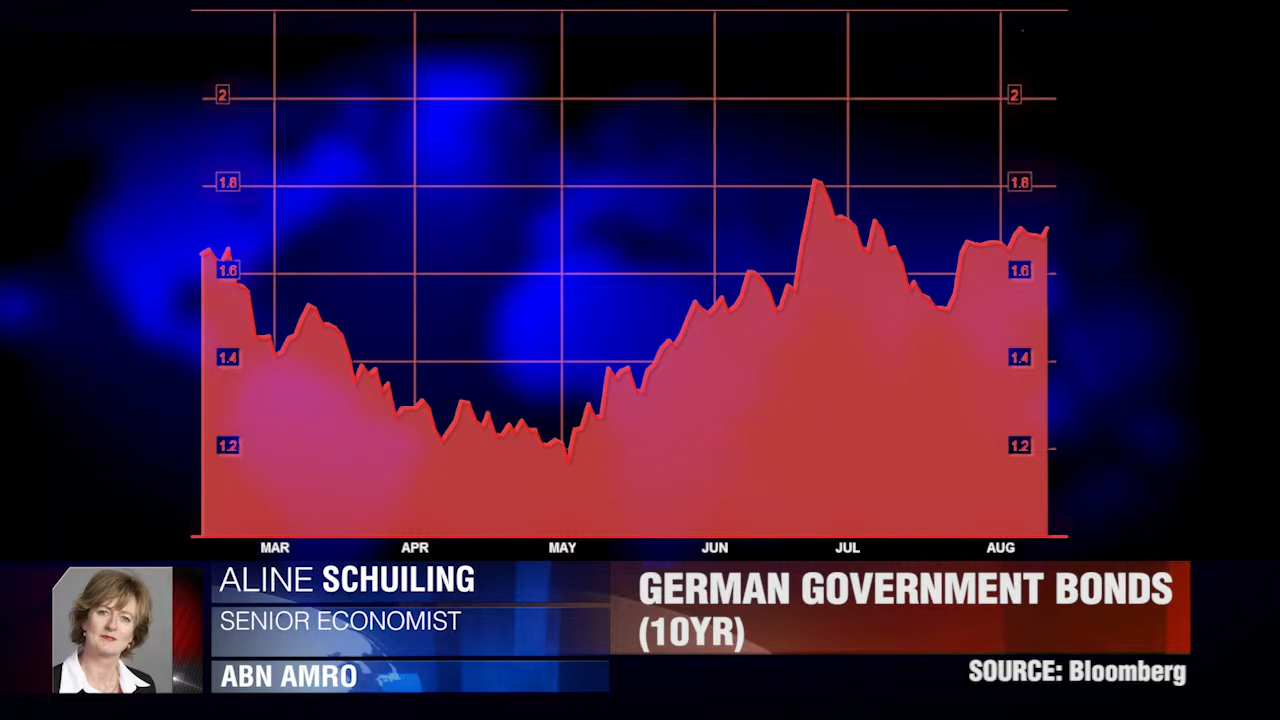 2 2
1.8 1.8
1.6 1.6
1.4 1.4
1.2 1.2
MAR APR MAY JUN JUL AUG
ALINE SCHUILING
SENIOR ECONOMIST
ABN AMRO
GERMAN GOVERNMENT BONDS
(10YR)
SOURCE: Bloomberg